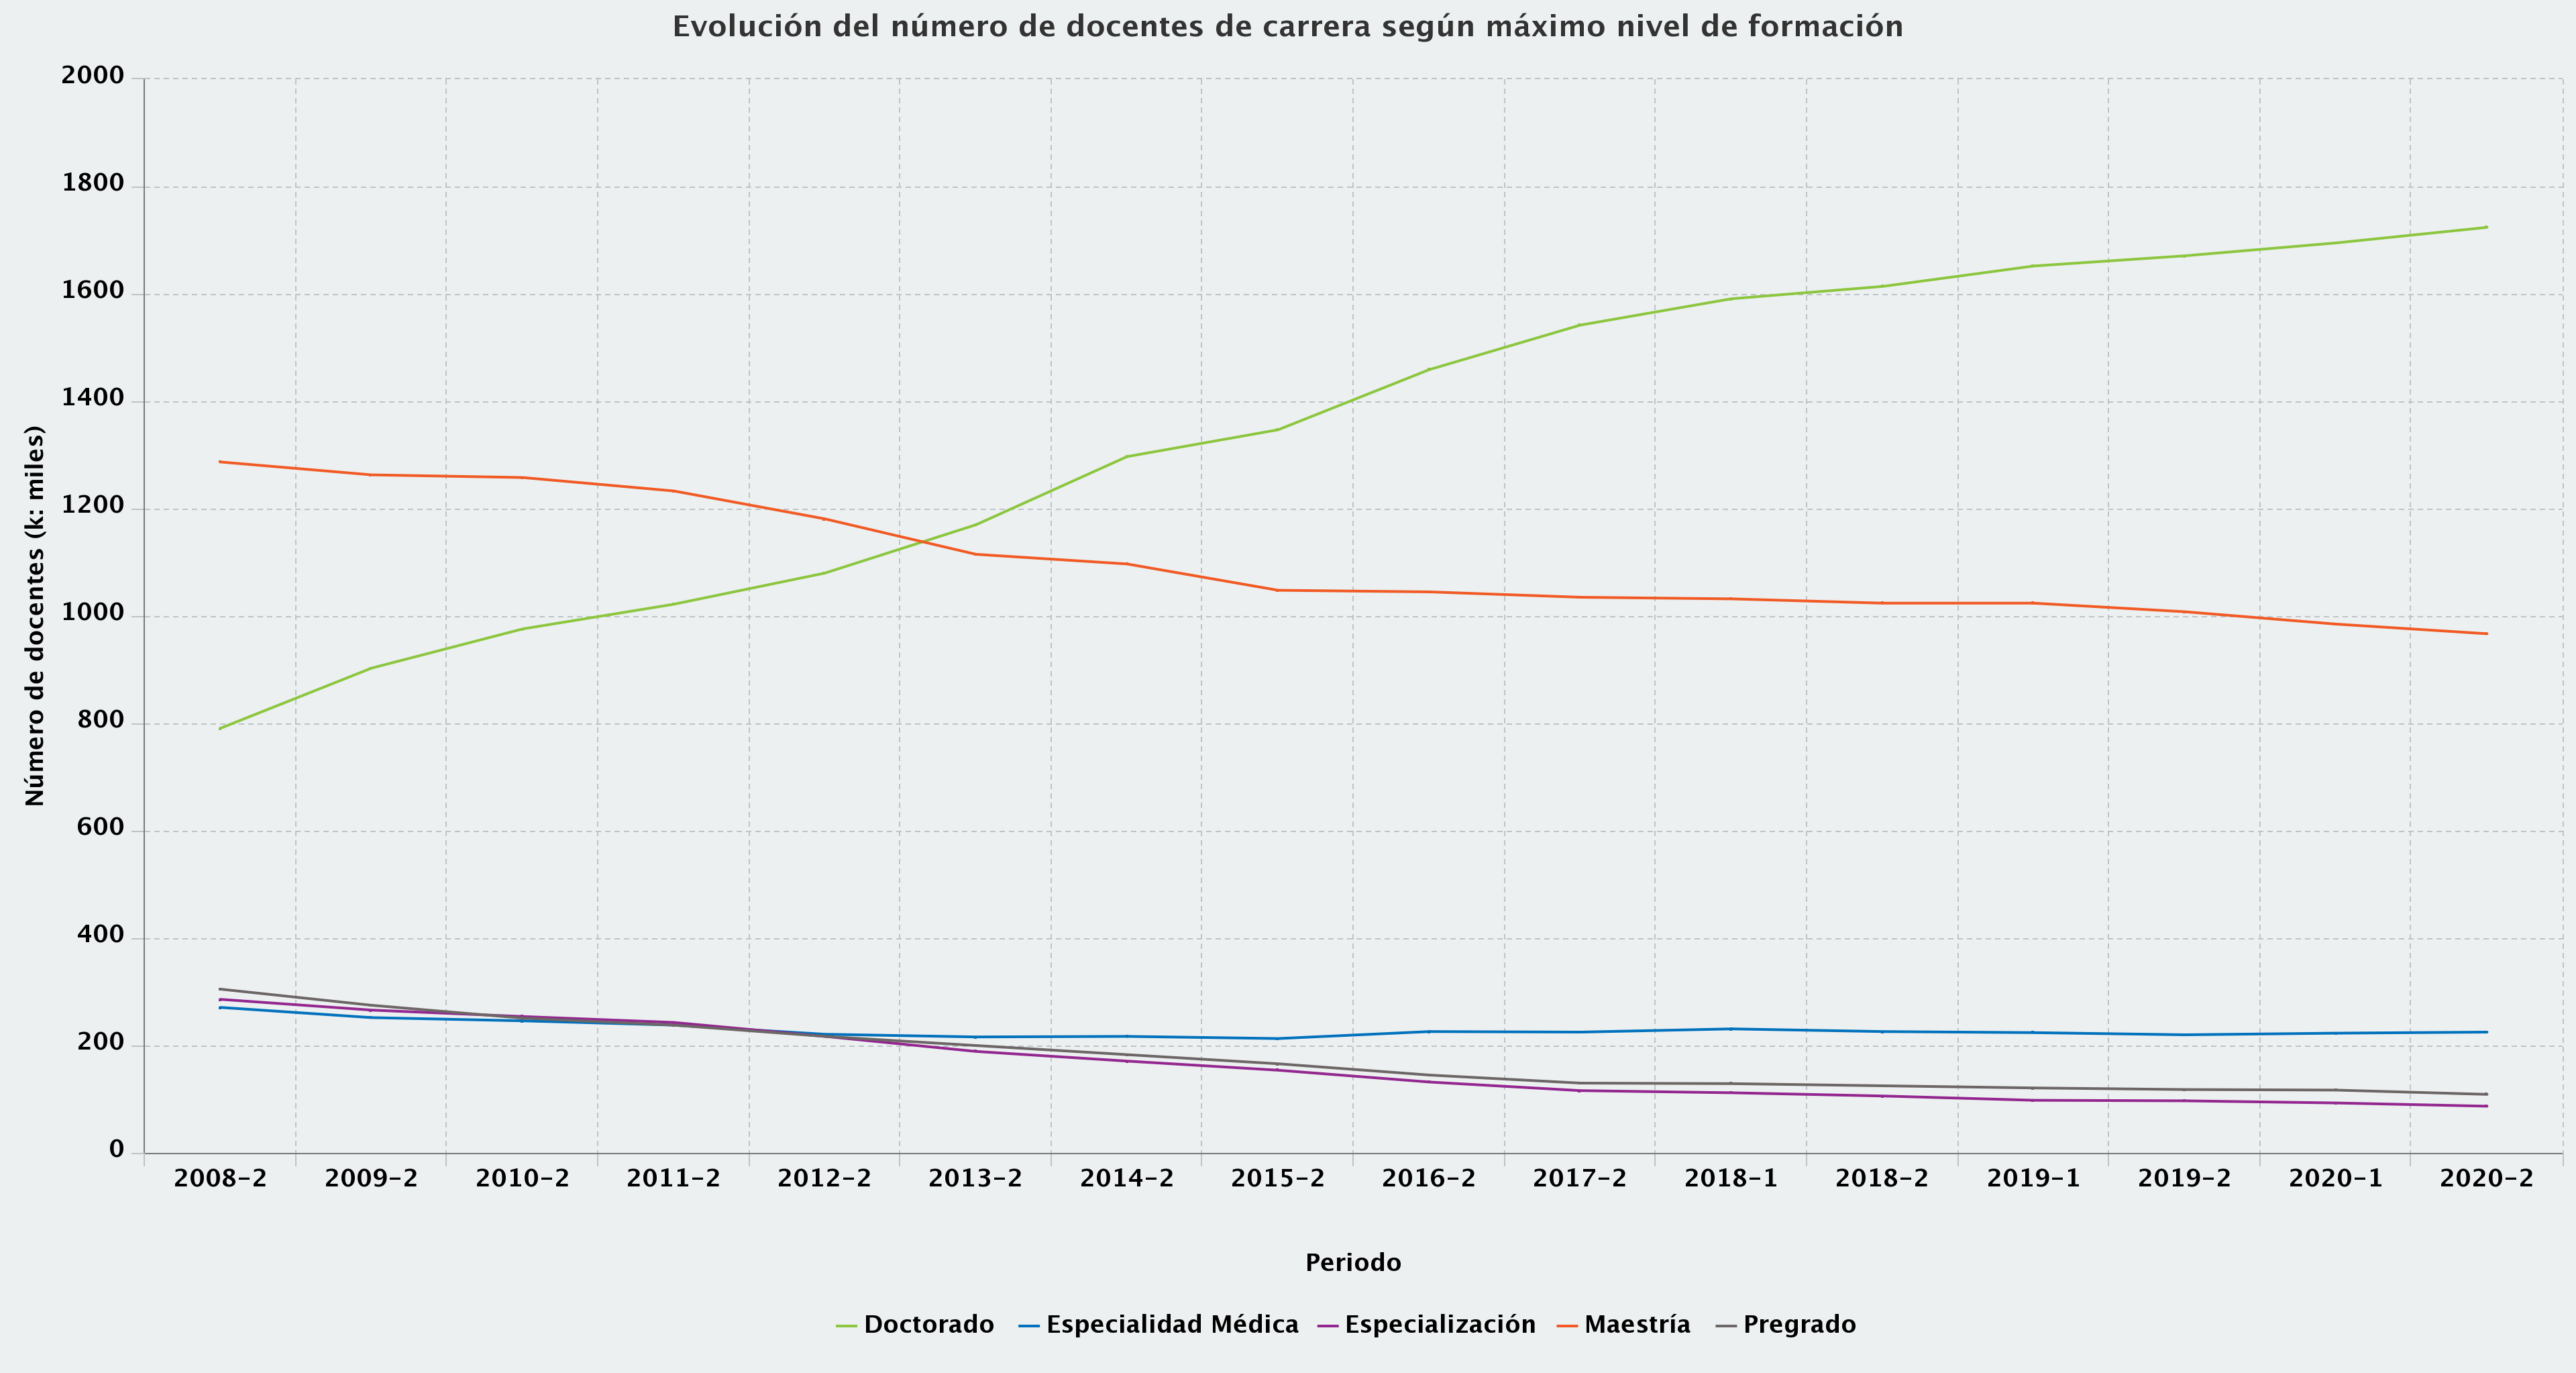 Evolución del número de docentes de carrera según máximo nivel de formación
Número de docentes (k: miles)
2000
1800
1600
1400
1200
1000
800
600
400
200
0
2008-2 2009-2 2010-2 2011-2 2012-2 2013-2 2014-2 2015-2 2016-2 2017-2 2018-1 2018-2 2019-1 2019-2 2020-1 2020-2
Periodo
Doctorado Especialidad Médica Especialización Maestría Pregrado